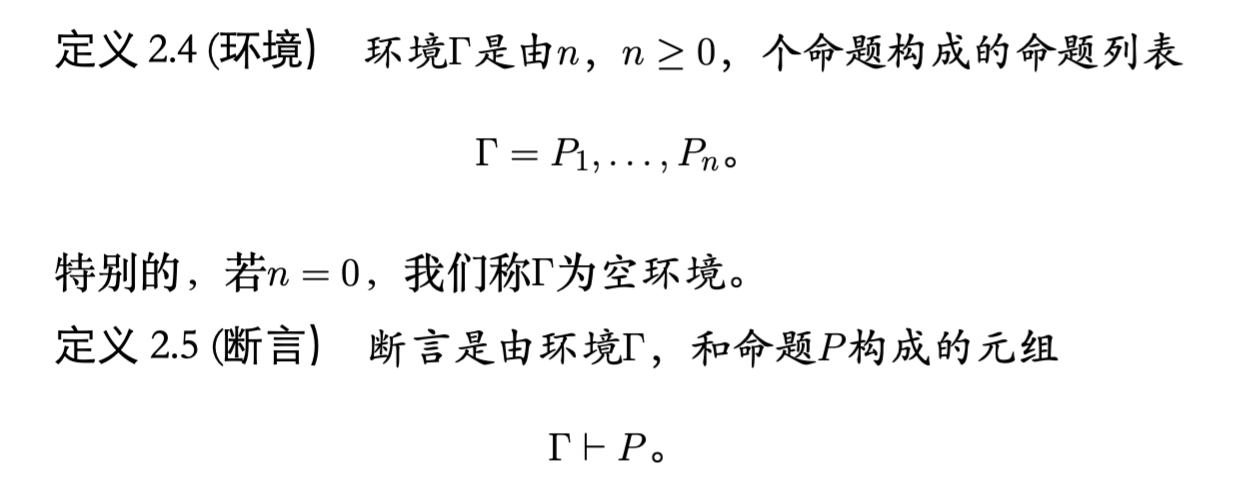 定义 2.4 (环境) 环境Γ是由n，n ≥ 0，个命题构成的命题列表
Γ = P₁, . . . , Pₙ。
特别的，若n = 0，我们称Γ为空环境。
定义 2.5 (断言) 断言是由环境Γ，和命题P构成的元组
Γ ⊢ P。